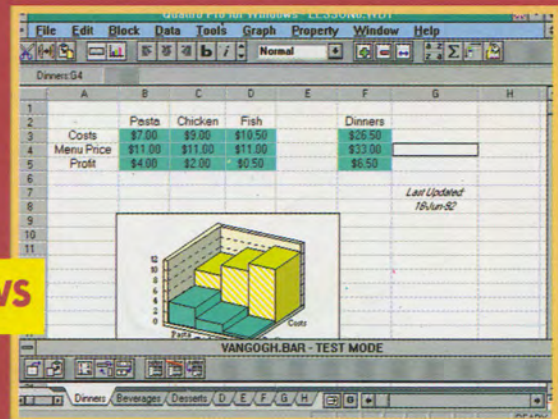 Quattro Pro for Windows - LESSON6.WDT
File Edit Block Data Tools Graph Property Window Help
b i Normal
Dinners:G4
A B C D E F G H
1
2 Pasta Chicken Fish Dinners
3 Costs $7.00 $9.00 $10.50 $26.50
4 Menu Price $11.00 $11.00 $11.00 $33.00
5 Profit $4.00 $2.00 $0.50 $6.50
6
7 Last Updated:
8 18-Jun-92
9
10
11
ws
12
10
8
6
4
2
0
Pasta
Costs
VANGOGH.BAR - TEST MODE
Dinners Beverages Desserts D E F G H